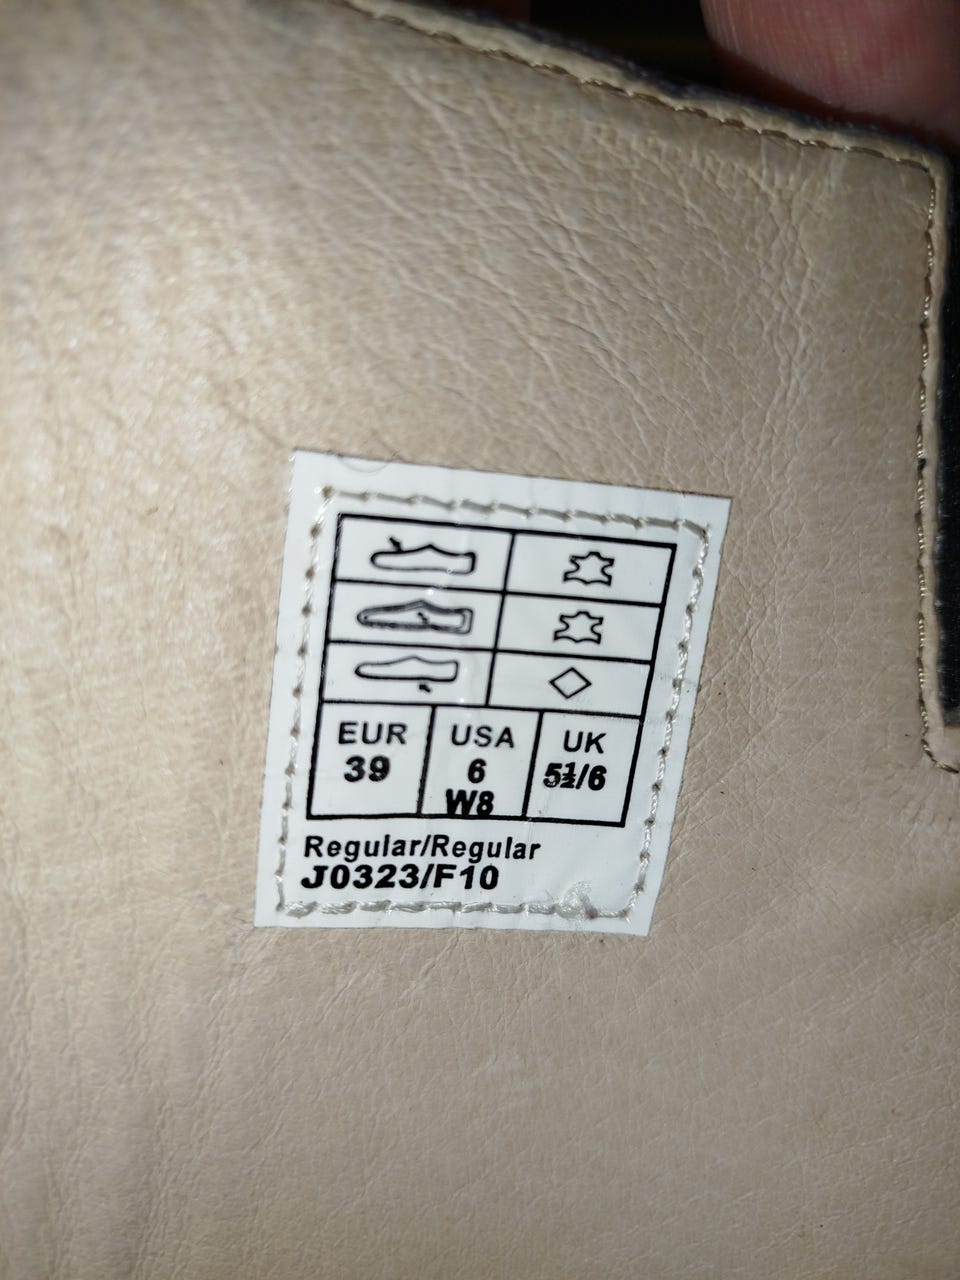 EUR USA UK
39 6 5½/6
W8
Regular/Regular
J0323/F10